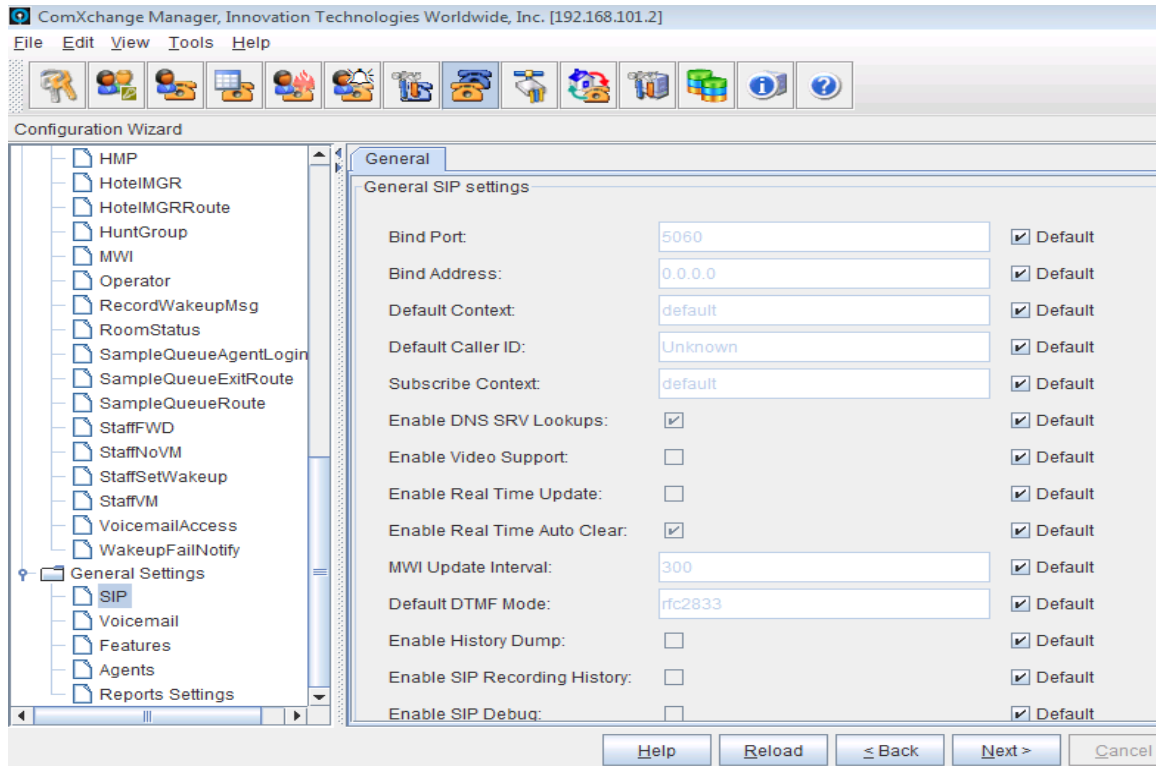 ComXchange Manager, Innovation Technologies Worldwide, Inc. [192.168.101.2]
File Edit View Tools Help
Configuration Wizard
HMP
HotelMGR
HotelMGRRoute
HuntGroup
MWI
Operator
RecordWakeupMsg
RoomStatus
SampleQueueAgentLogin
SampleQueueExitRoute
SampleQueueRoute
StaffFWD
StaffNoVM
StaffSetWakeup
StaffVM
VoicemailAccess
WakeupFailNotify
General Settings
SIP
Voicemail
Features
Agents
Reports Settings
General
General SIP settings
Bind Port: 5060 Default
Bind Address: 0.0.0.0 Default
Default Context: default Default
Default Caller ID: Unknown Default
Subscribe Context: default Default
Enable DNS SRV Lookups: Default
Enable Video Support: Default
Enable Real Time Update: Default
Enable Real Time Auto Clear: Default
MWI Update Interval: 300 Default
Default DTMF Mode: rfc2833 Default
Enable History Dump: Default
Enable SIP Recording History: Default
Enable SIP Debug: Default
Help Reload < Back Next > Cancel